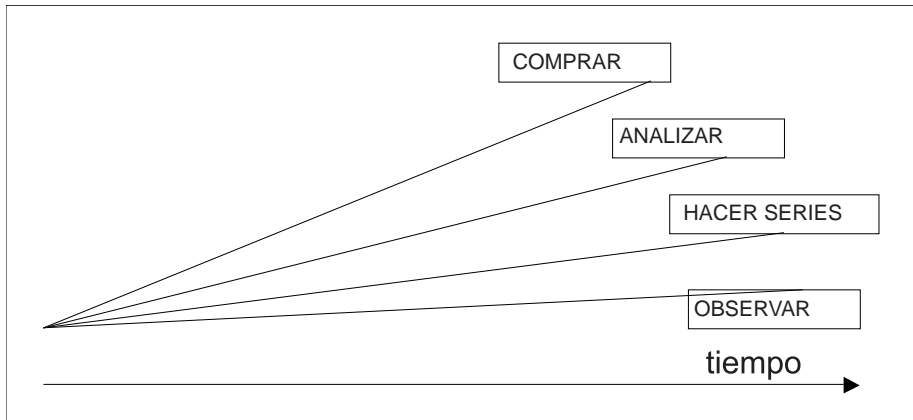 COMPRAR
ANALIZAR
HACER SERIES
OBSERVAR
tiempo